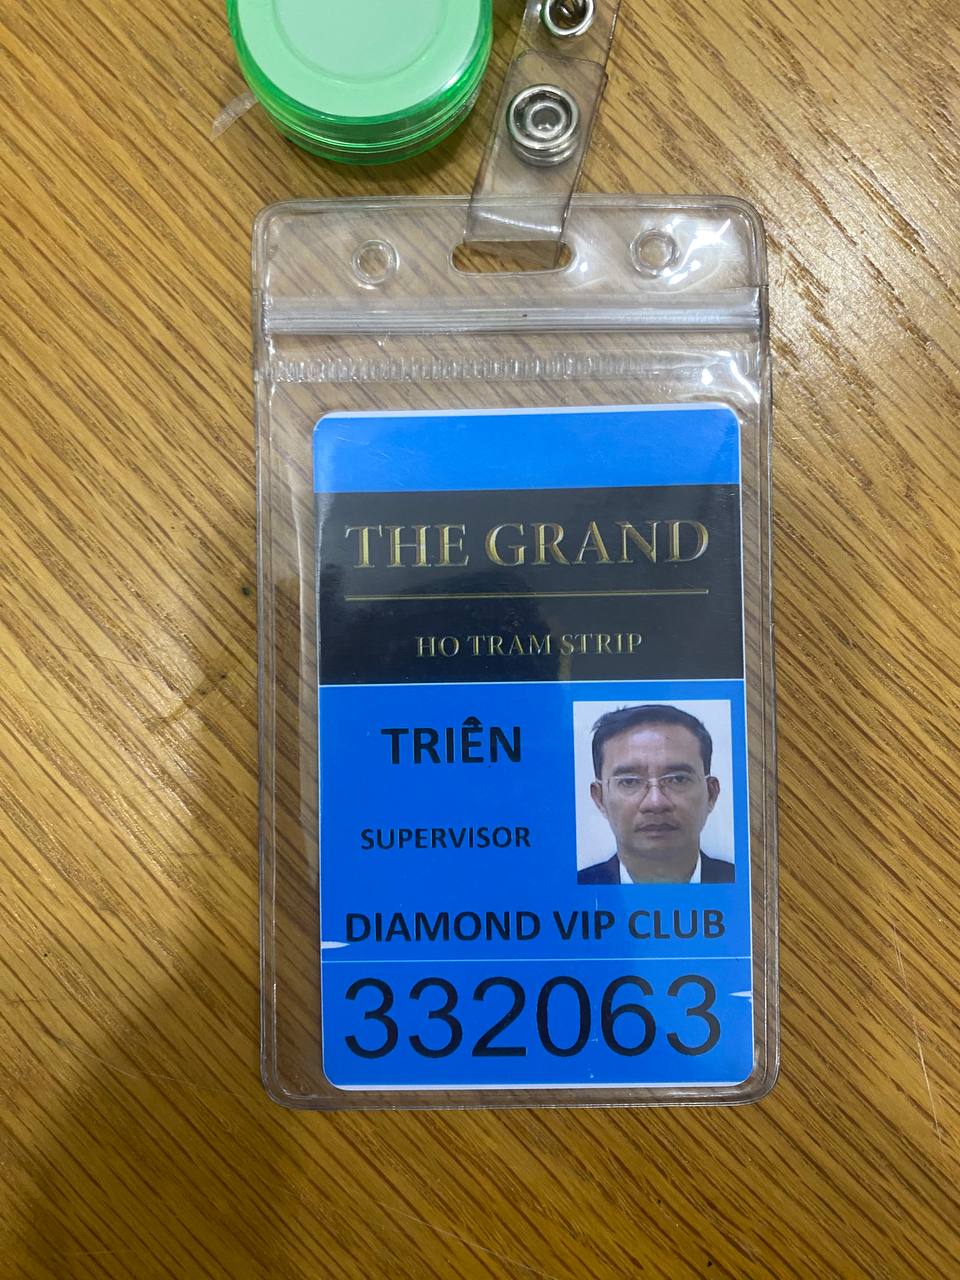 THE GRAND
HO TRAM STRIP
TRIÊN
SUPERVISOR
DIAMOND VIP CLUB
332063